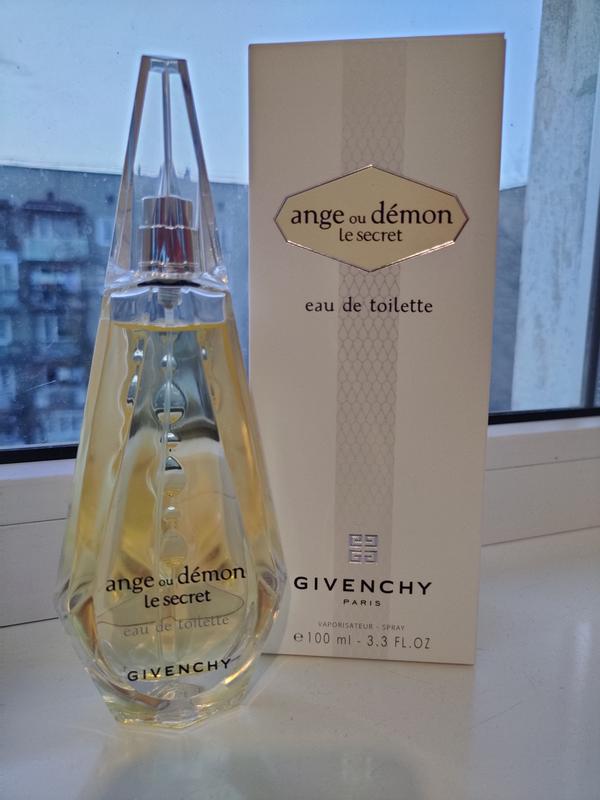 ange ou démon
le secret
eau de toilette
GIVENCHY
PARIS
VAPORISATEUR - SPRAY
e 100 ml - 3.3 FL.OZ
ange ou démon
le secret
eau de toilette
GIVENCHY